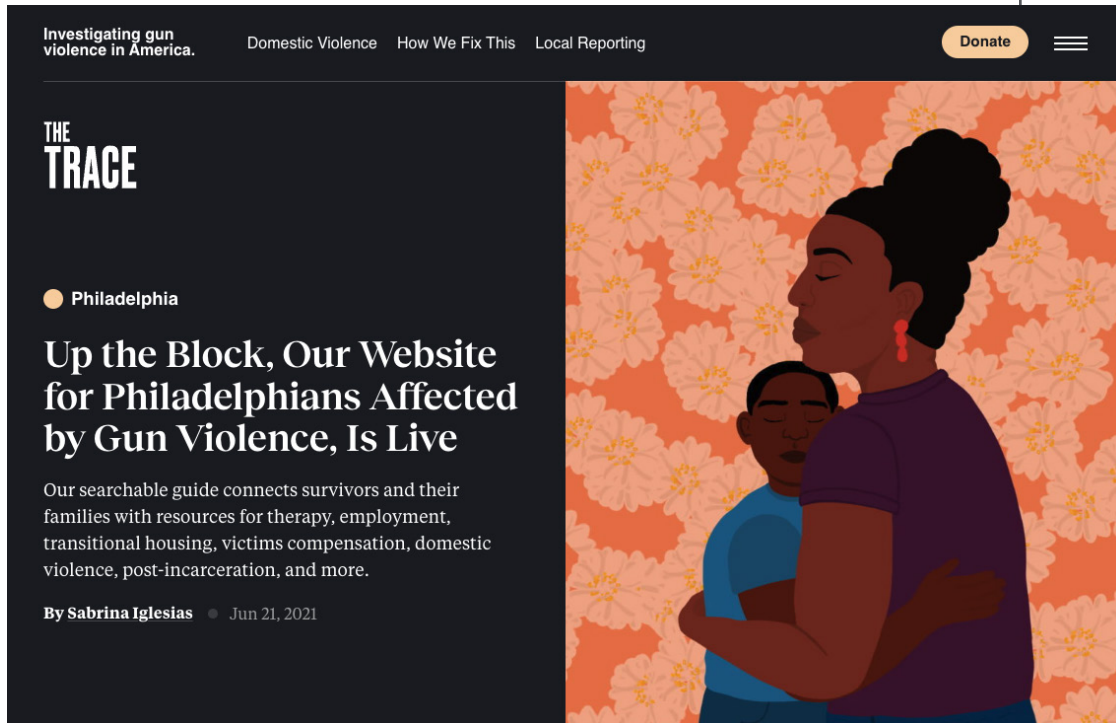 Investigating gun
violence in America.
Domestic Violence How We Fix This Local Reporting
Donate
THE
TRACE
Philadelphia
Up the Block, Our Website
for Philadelphians Affected
by Gun Violence, Is Live
Our searchable guide connects survivors and their
families with resources for therapy, employment,
transitional housing, victims compensation, domestic
violence, post-incarceration, and more.
By Sabrina Iglesias Jun 21, 2021